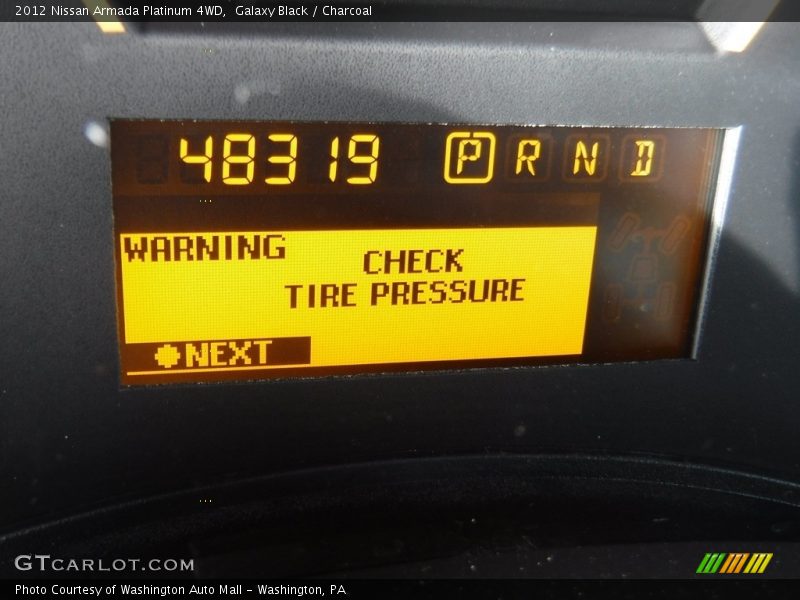 2012 Nissan Armada Platinum 4WD,  Galaxy Black / Charcoal
48319 P R N D
WARNING
CHECK
TIRE PRESSURE
NEXT
GTCARLOT.COM
Photo Courtesy of Washington Auto Mall - Washington, PA